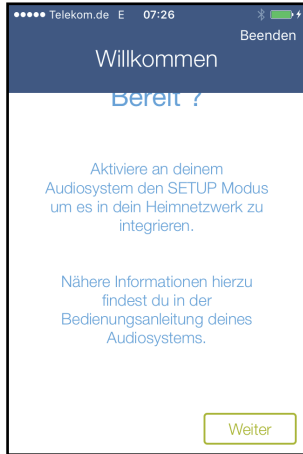 Telekom.de E 07:26
Beenden
Willkommen
Bereit ?
Aktiviere an deinem
Audiosystem den SETUP Modus
um es in dein Heimnetzwerk zu
integrieren.
Nähere Informationen hierzu
findest du in der
Bedienungsanleitung deines
Audiosystems.
Weiter